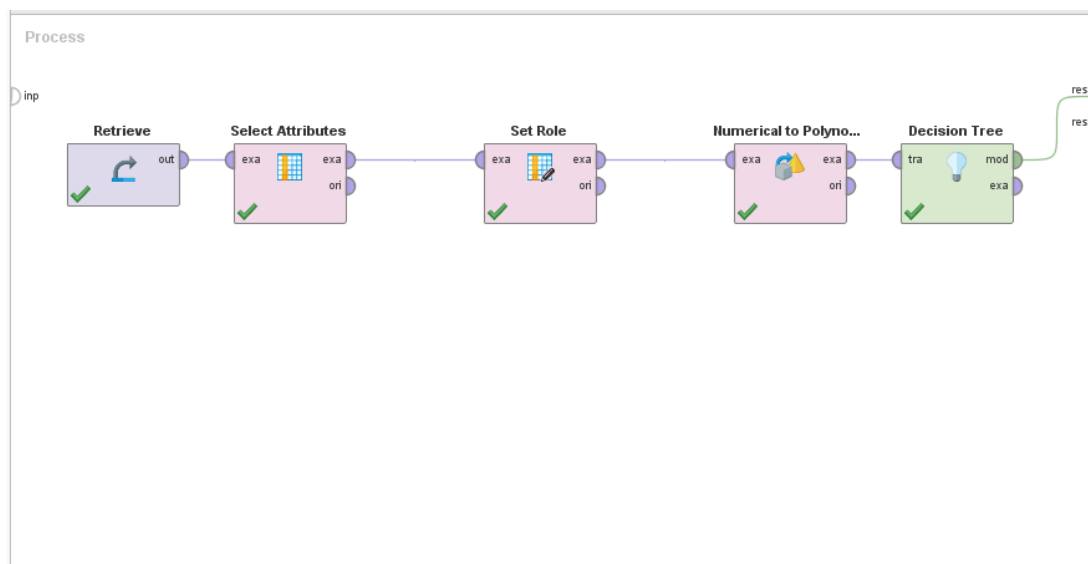 Process
inp
res
res
Retrieve
out
Select Attributes
exa
exa
ori
Set Role
exa
exa
ori
Numerical to Polyno...
exa
exa
ori
Decision Tree
tra
mod
exa